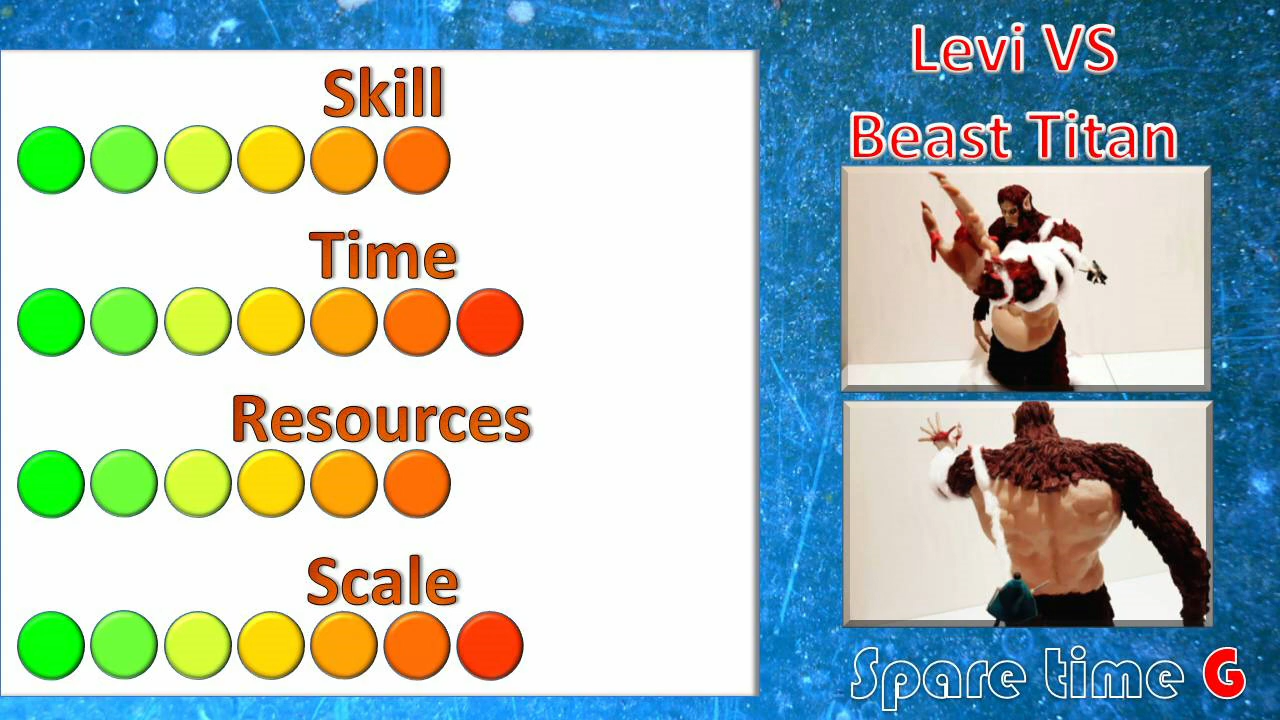 Skill
Time
Resources
Scale
Levi VS
Beast Titan
Spare time G